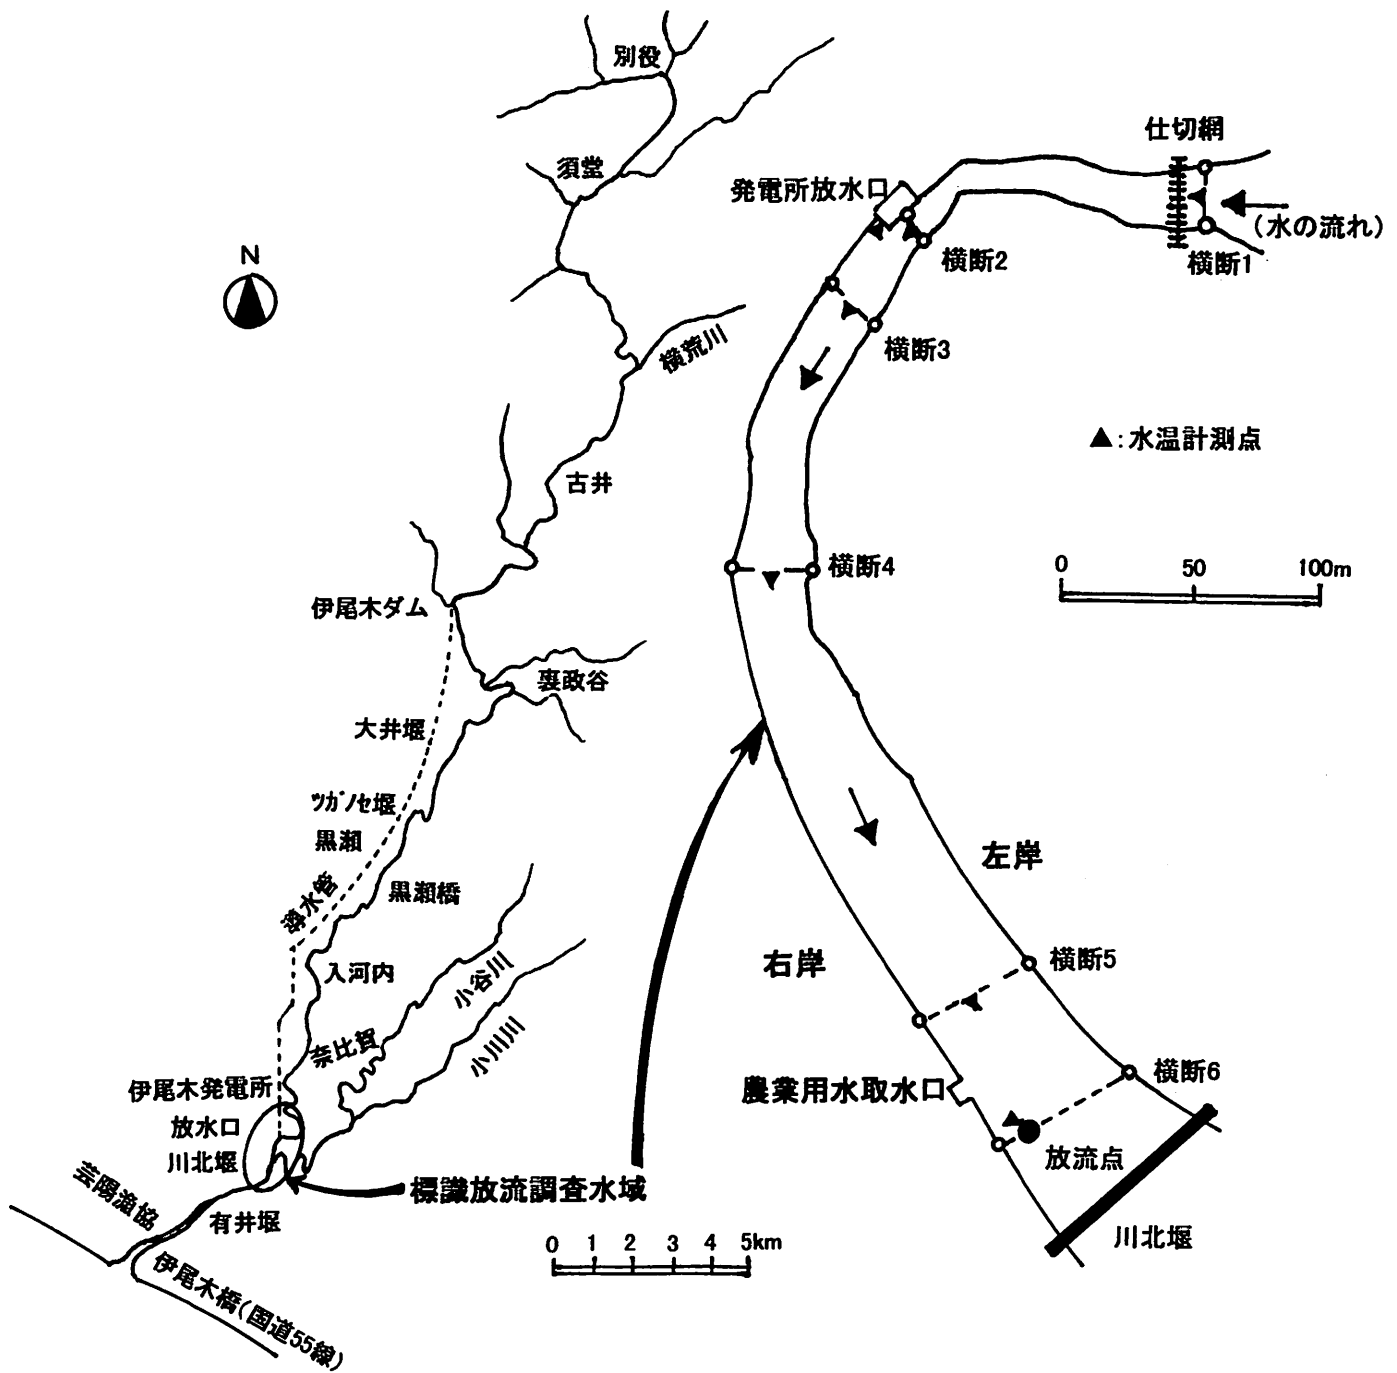 別役
須堂
横荒川
古井
伊尾木ダム
裏政谷
大井堰
ツガノセ堰
黒瀬
導水管
黒瀬橋
入河内
小谷川
奈比賀
小川川
伊尾木発電所
放水口
川北堰
芸陽漁協
有井堰
伊尾木橋(国道55線)
標識放流調査水域
0 1 2 3 4 5km
N
仕切網
発電所放水口
(水の流れ)
横断1
横断2
横断3
▲:水温計測点
横断4
0 50 100m
左岸
右岸
横断5
横断6
農業用水取水口
放流点
川北堰